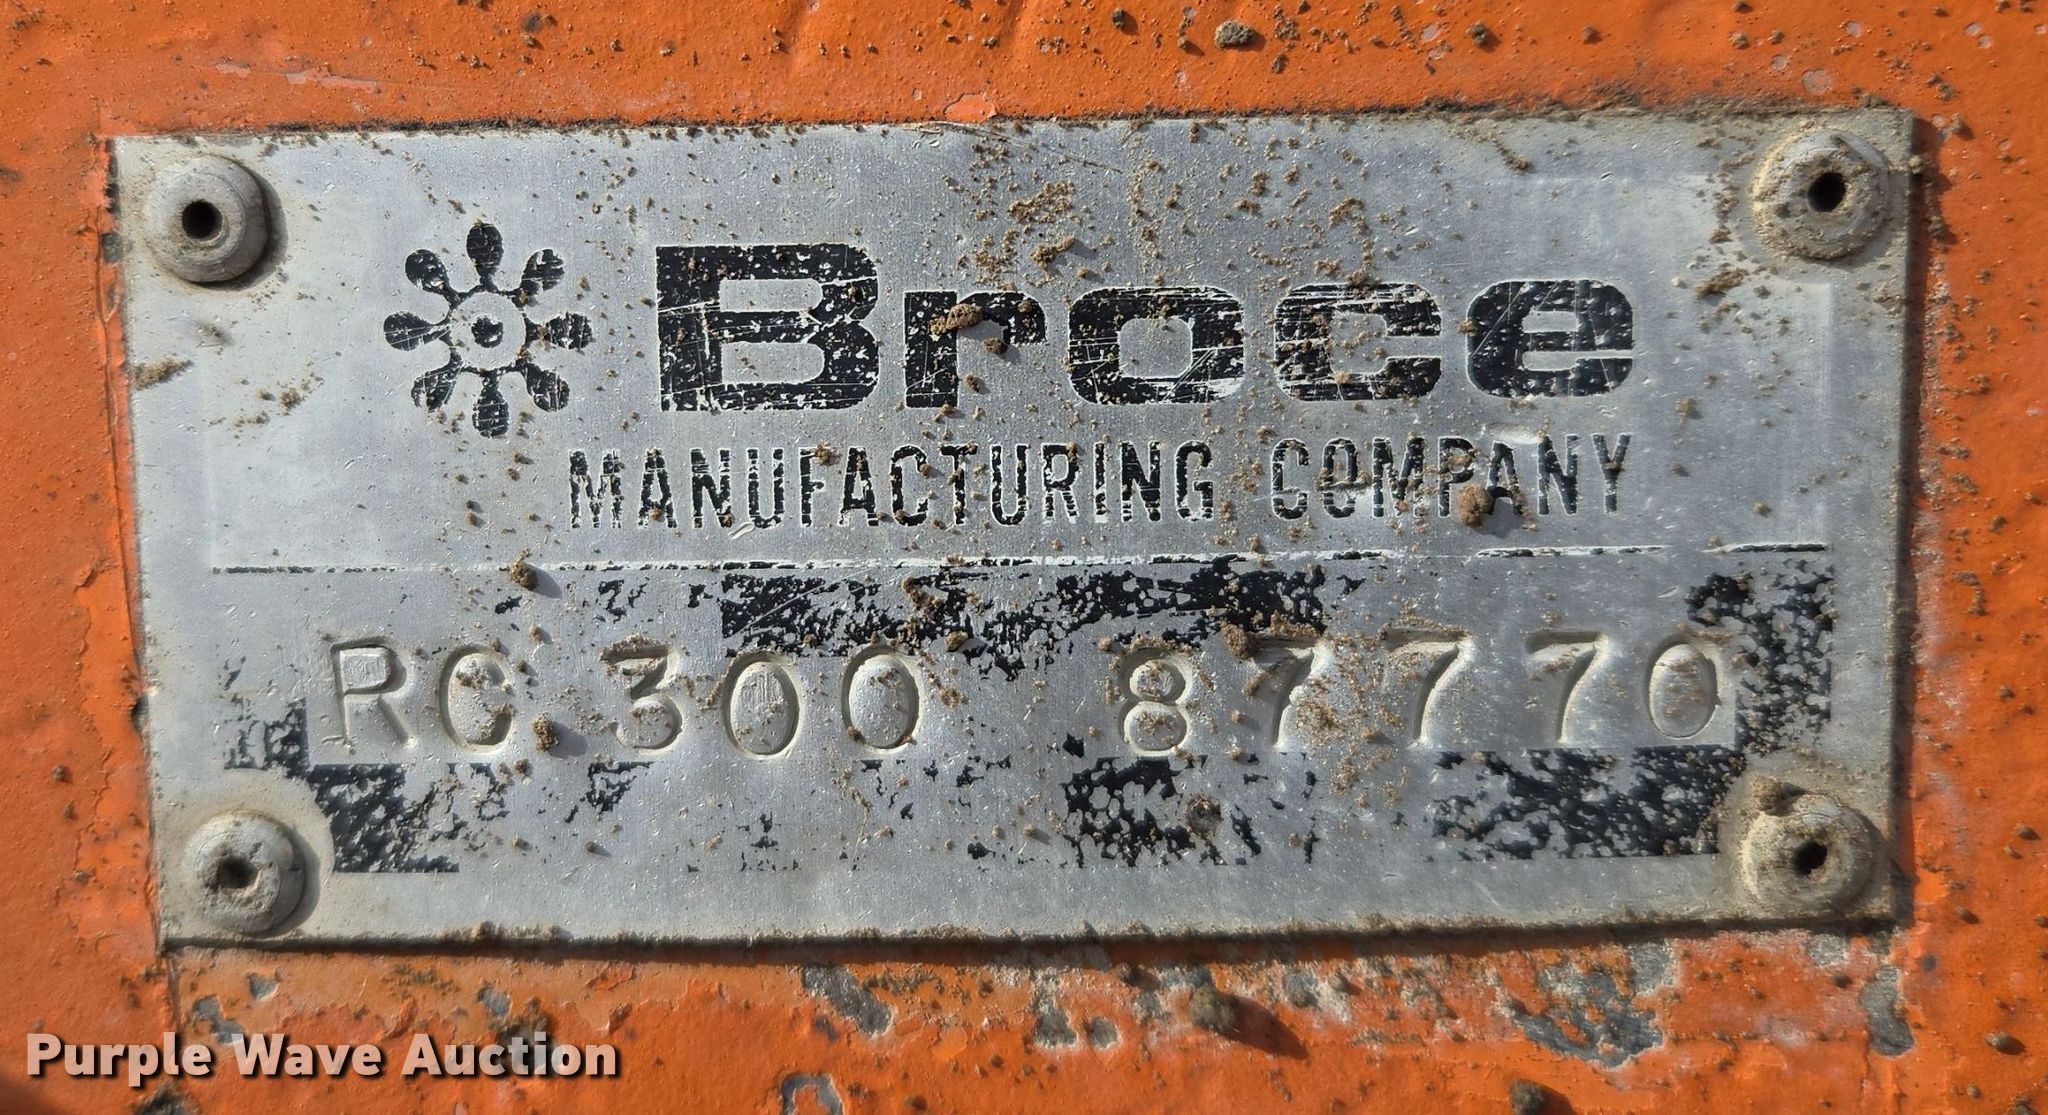 Broce
MANUFACTURING COMPANY
RC 300 87770
Purple Wave Auction